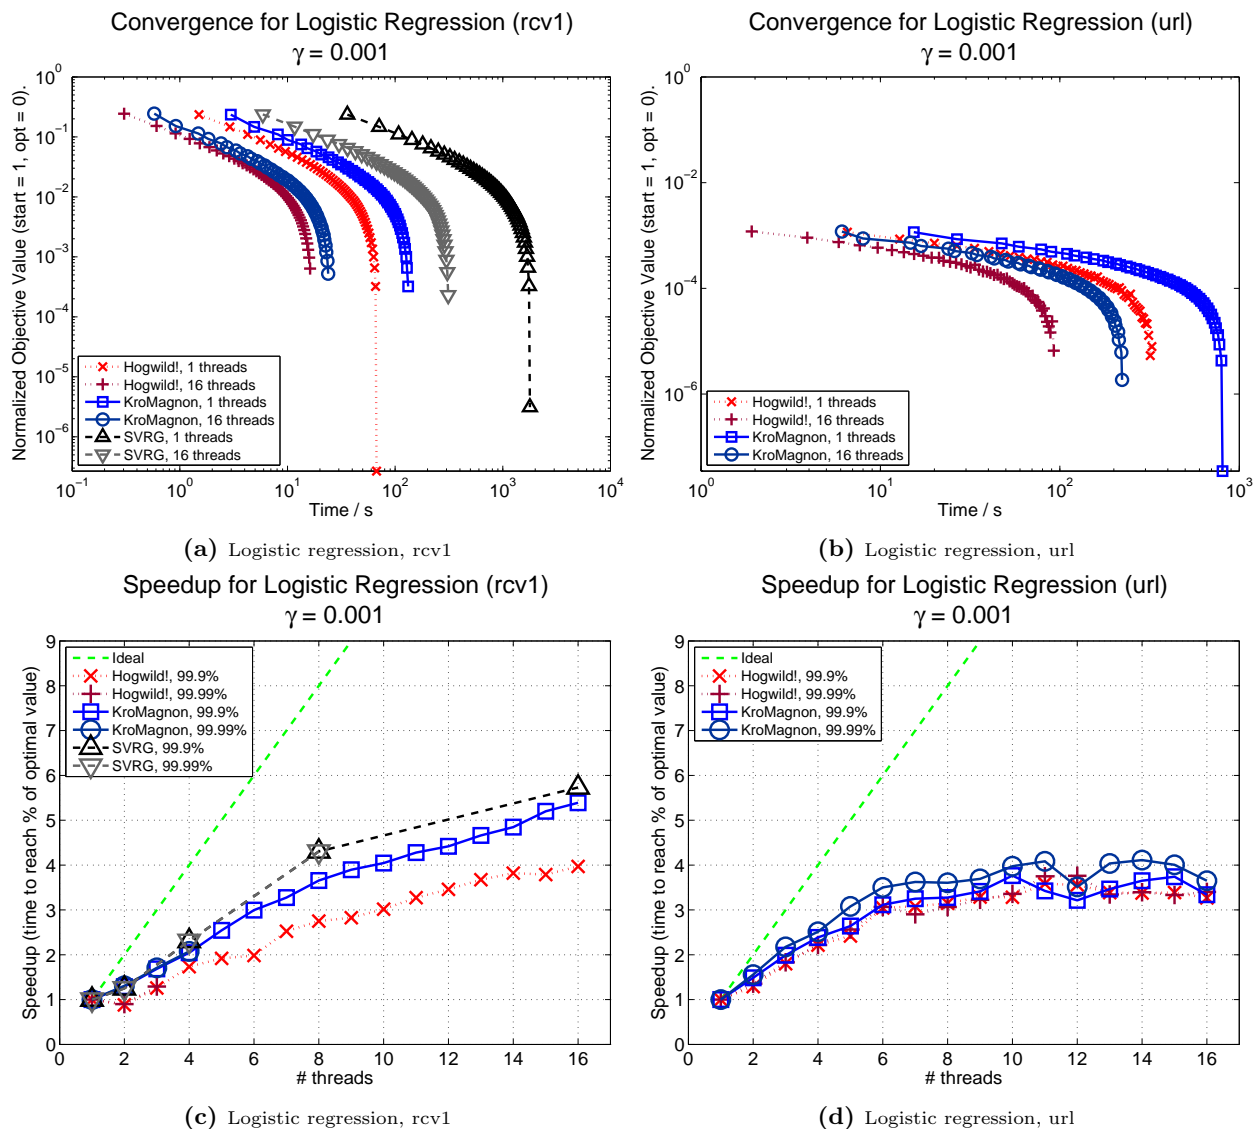 Convergence for Logistic Regression (rcv1)
γ = 0.001
Normalized Objective Value (start = 1, opt = 0).
10^0
10^-1
10^-2
10^-3
10^-4
10^-5
10^-6
Hogwild!, 1 threads
Hogwild!, 16 threads
KroMagnon, 1 threads
KroMagnon, 16 threads
SVRG, 1 threads
SVRG, 16 threads
10^-1 10^0 10^1 10^2 10^3 10^4
Time / s
(a) Logistic regression, rcv1
Convergence for Logistic Regression (url)
γ = 0.001
Normalized Objective Value (start = 1, opt = 0).
10^0
10^-2
10^-4
10^-6
Hogwild!, 1 threads
Hogwild!, 16 threads
KroMagnon, 1 threads
KroMagnon, 16 threads
10^0 10^1 10^2 10^3
Time / s
(b) Logistic regression, url
Speedup for Logistic Regression (rcv1)
γ = 0.001
Speedup (time to reach % of optimal value)
9
8
7
6
5
4
3
2
1
0
Ideal
Hogwild!, 99.9%
Hogwild!, 99.99%
KroMagnon, 99.9%
KroMagnon, 99.99%
SVRG, 99.9%
SVRG, 99.99%
0 2 4 6 8 10 12 14 16
# threads
(c) Logistic regression, rcv1
Speedup for Logistic Regression (url)
γ = 0.001
Speedup (time to reach % of optimal value)
9
8
7
6
5
4
3
2
1
0
Ideal
Hogwild!, 99.9%
Hogwild!, 99.99%
KroMagnon, 99.9%
KroMagnon, 99.99%
0 2 4 6 8 10 12 14 16
# threads
(d) Logistic regression, url